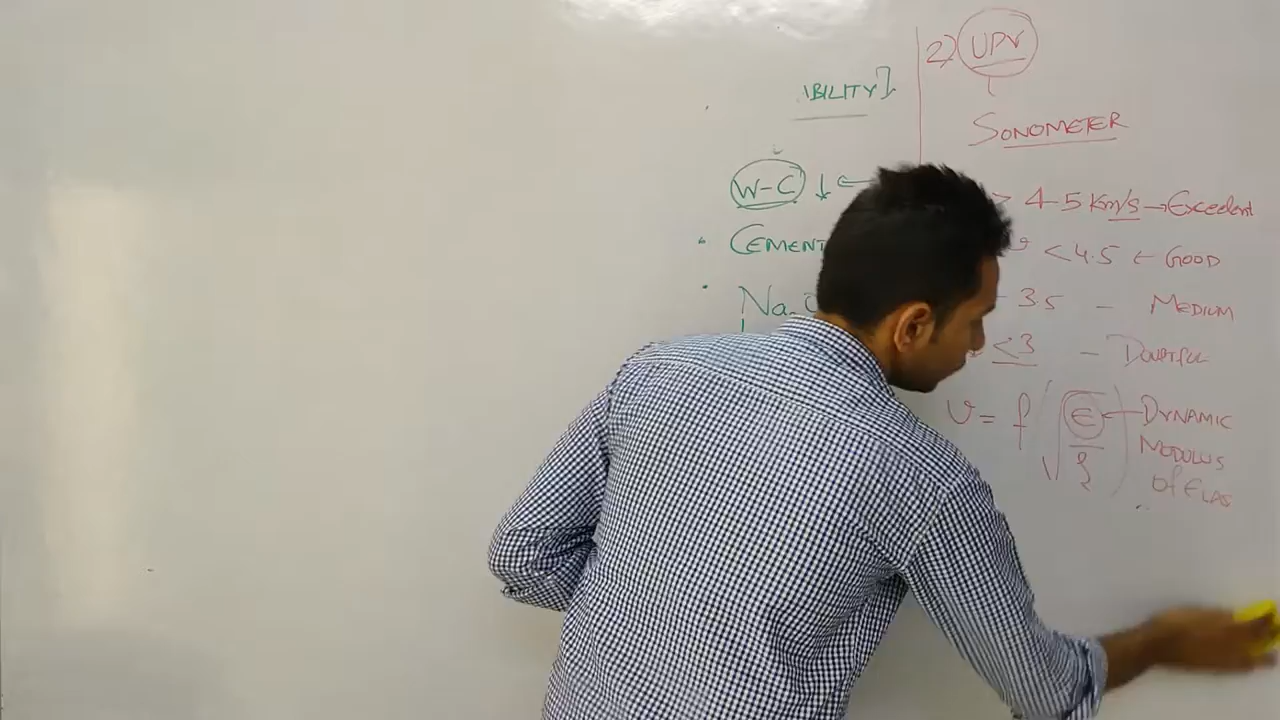 IBILITY]
W-C ↓ ←
• CEMENT
• Na
2) UPV
SONOMETER
> 4-5 Km/s → Excellent
v < 4.5 ← GOOD
- 3.5 - MEDIUM
< 3 - Doubtful
v = f (√E/ρ) ← DYNAMIC
MODULUS
of ELAS